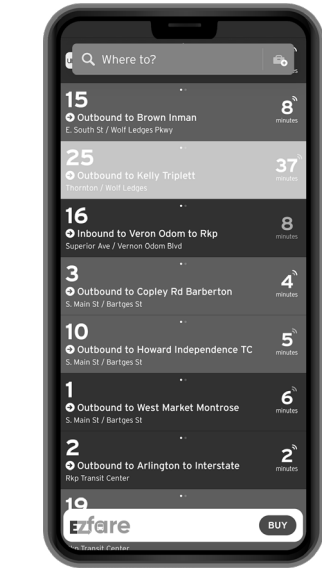 Where to?
15
Outbound to Brown Inman
E. South St / Wolf Ledges Pkwy
8
minutes
25
Outbound to Kelly Triplett
Thornton / Wolf Ledges
37
minutes
16
Inbound to Veron Odom to Rkp
Superior Ave / Vernon Odom Blvd
8
minutes
3
Outbound to Copley Rd Barberton
S. Main St / Bartges St
4
minutes
10
Outbound to Howard Independence TC
S. Main St / Bartges St
5
minutes
1
Outbound to West Market Montrose
S. Main St / Bartges St
6
minutes
2
Outbound to Arlington to Interstate
Rkp Transit Center
2
minutes
19
EZfare
BUY
Rkp Transit Center